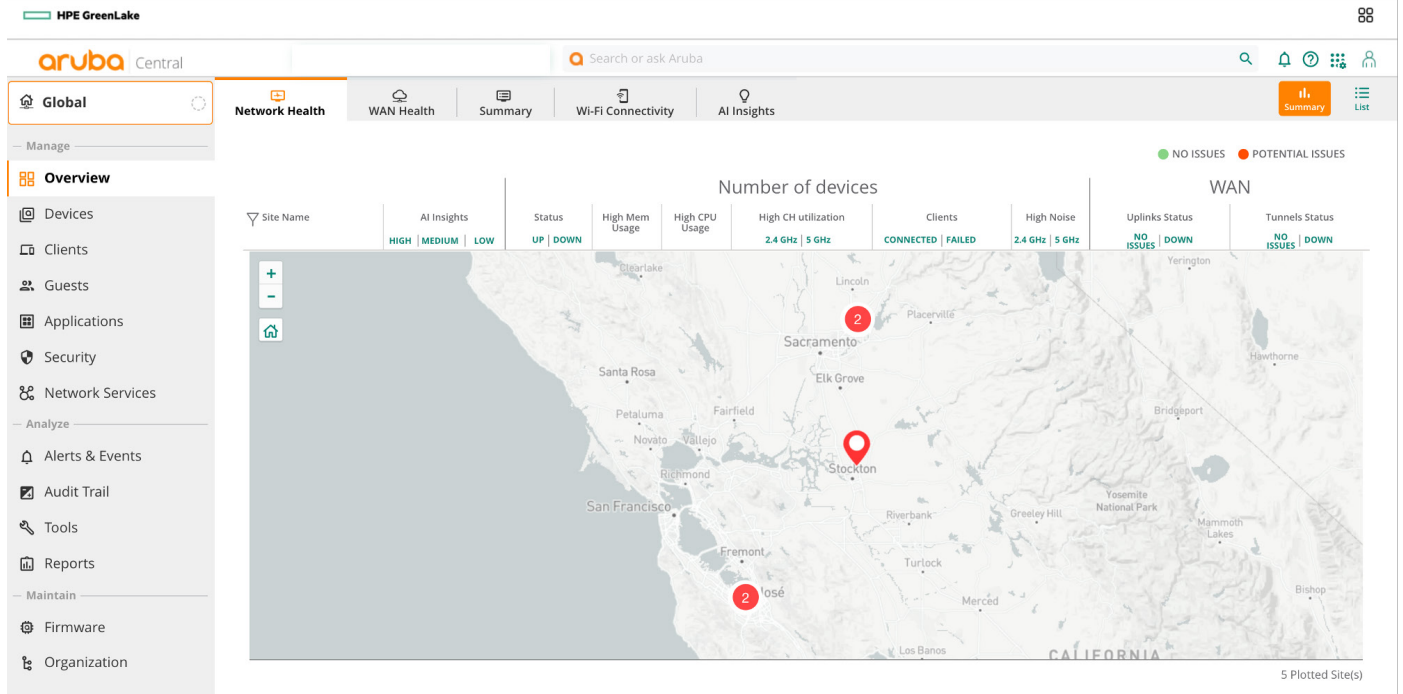 HPE GreenLake
aruba Central
Search or ask Aruba
Global
Manage
Overview
Devices
Clients
Guests
Applications
Security
Network Services
Analyze
Alerts & Events
Audit Trail
Tools
Reports
Maintain
Firmware
Organization
Network Health
WAN Health
Summary
Wi-Fi Connectivity
AI Insights
Summary
List
NO ISSUES POTENTIAL ISSUES
Number of devices WAN
Site Name AI Insights Status High Mem Usage High CPU Usage High CH utilization Clients High Noise Uplinks Status Tunnels Status
HIGH | MEDIUM | LOW UP | DOWN 2.4 GHz | 5 GHz CONNECTED | FAILED 2.4 GHz | 5 GHz NO ISSUES | DOWN NO ISSUES | DOWN
+
-
Clearlake
Yerington
Lincoln
Placerville
2
Sacramento
Hawthorne
Santa Rosa
Elk Grove
Petaluma
Fairfield
Bridgeport
Novato
Vallejo
Stockton
Richmond
Yosemite
National Park
San Francisco
Riverbank
Greeley Hill
Mammoth
Lakes
Fremont
Turlock
2
José
Merced
Bishop
Los Banos
CALIFORNIA
5 Plotted Site(s)